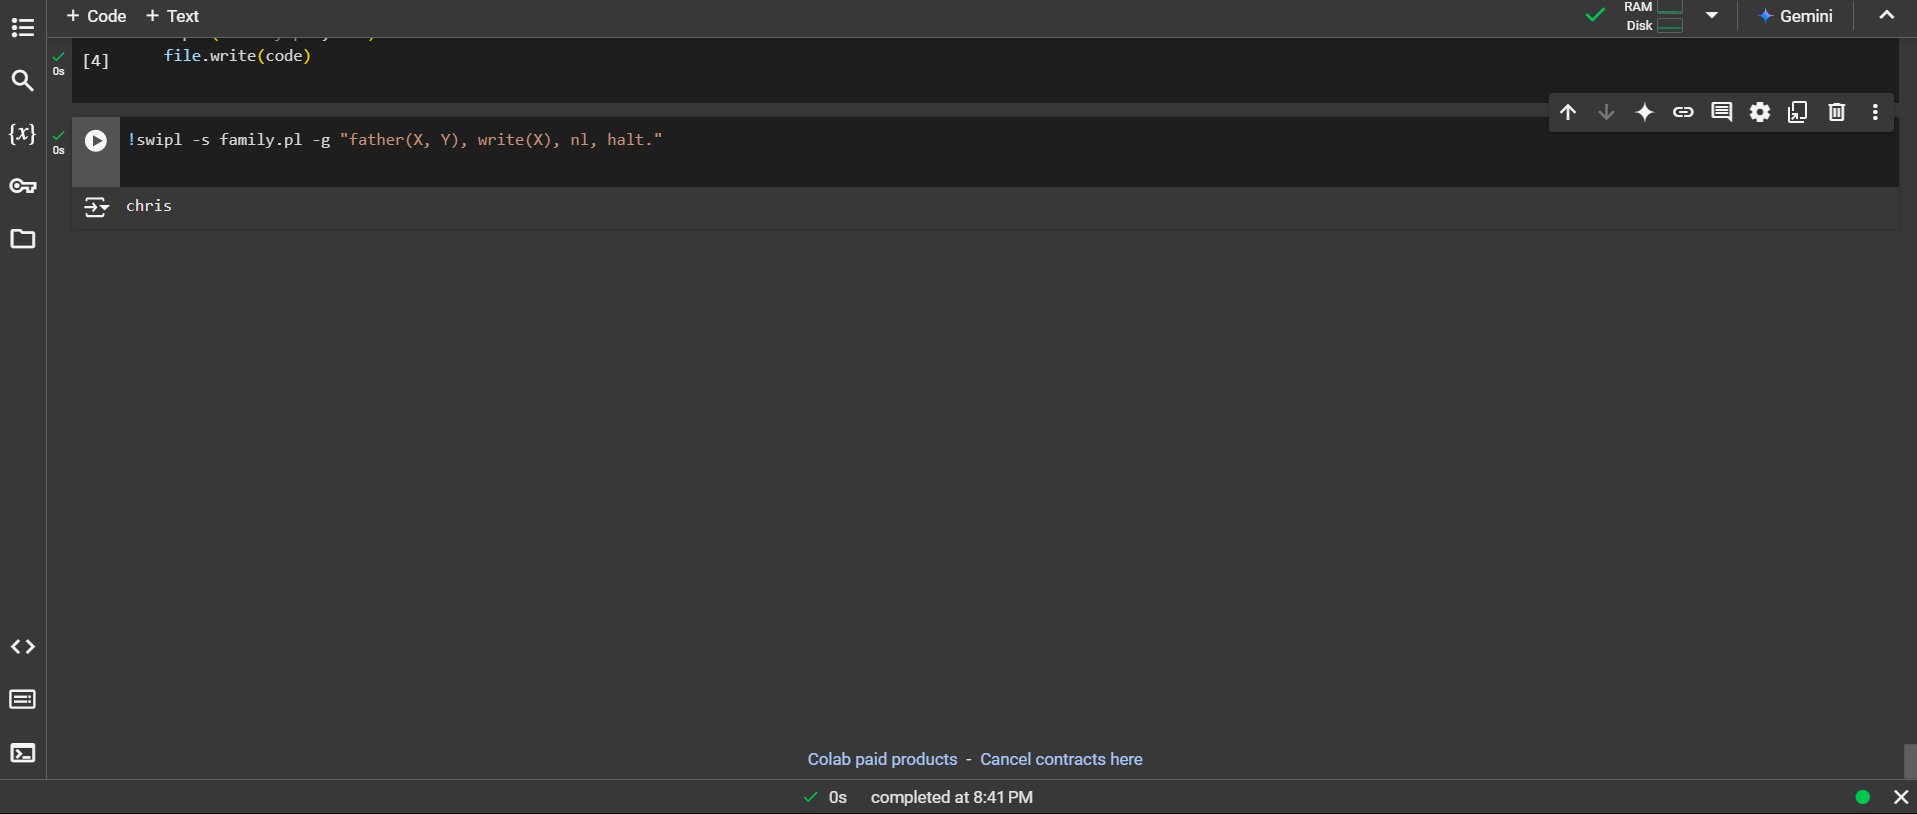 + Code + Text
RAM
Disk
Gemini
0s
[4]
file.write(code)
{x}
0s
!swipl -s family.pl -g "father(X, Y), write(X), nl, halt."
chris
Colab paid products - Cancel contracts here
0s completed at 8:41 PM